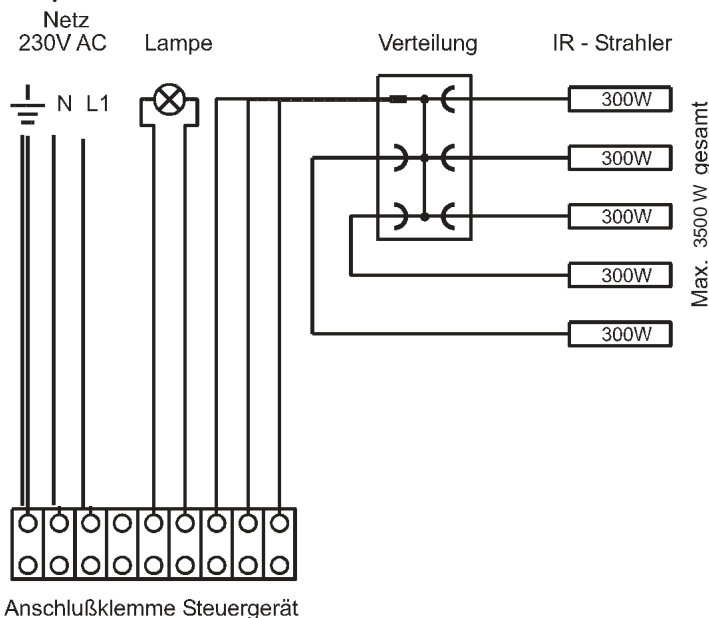 Netz
230V AC
Lampe
Verteilung
IR - Strahler
N L1
300W
300W
300W
300W
300W
Max. 3500 W gesamt
Anschlußklemme Steuergerät